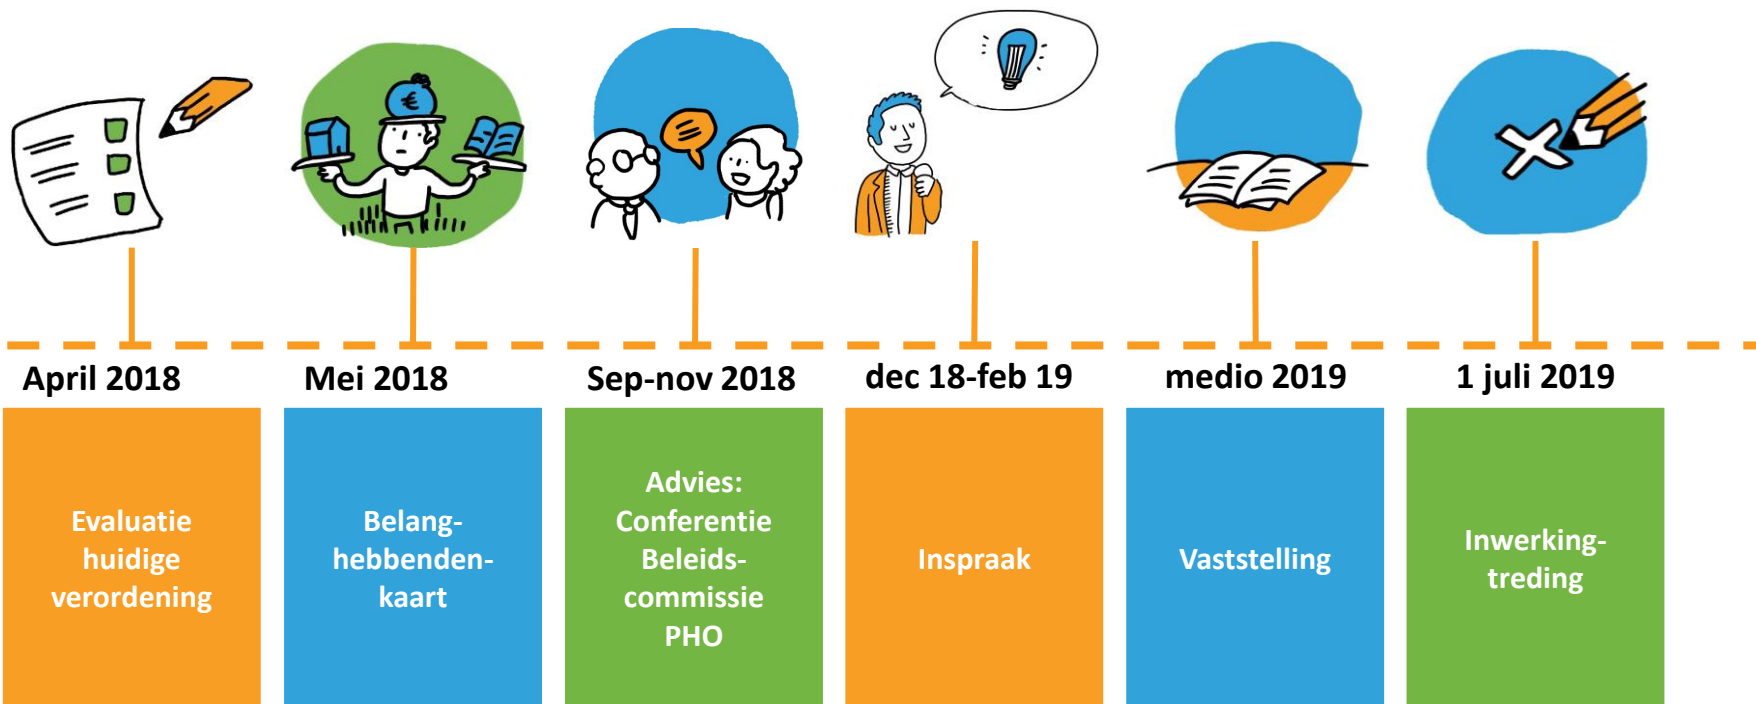 €
April 2018
Mei 2018
Sep-nov 2018
dec 18-feb 19
medio 2019
1 juli 2019
Evaluatie
huidige
verordening
Belang-
hebbenden-
kaart
Advies:
Conferentie
Beleids-
commissie
PHO
Inspraak
Vaststelling
Inwerking-
treding